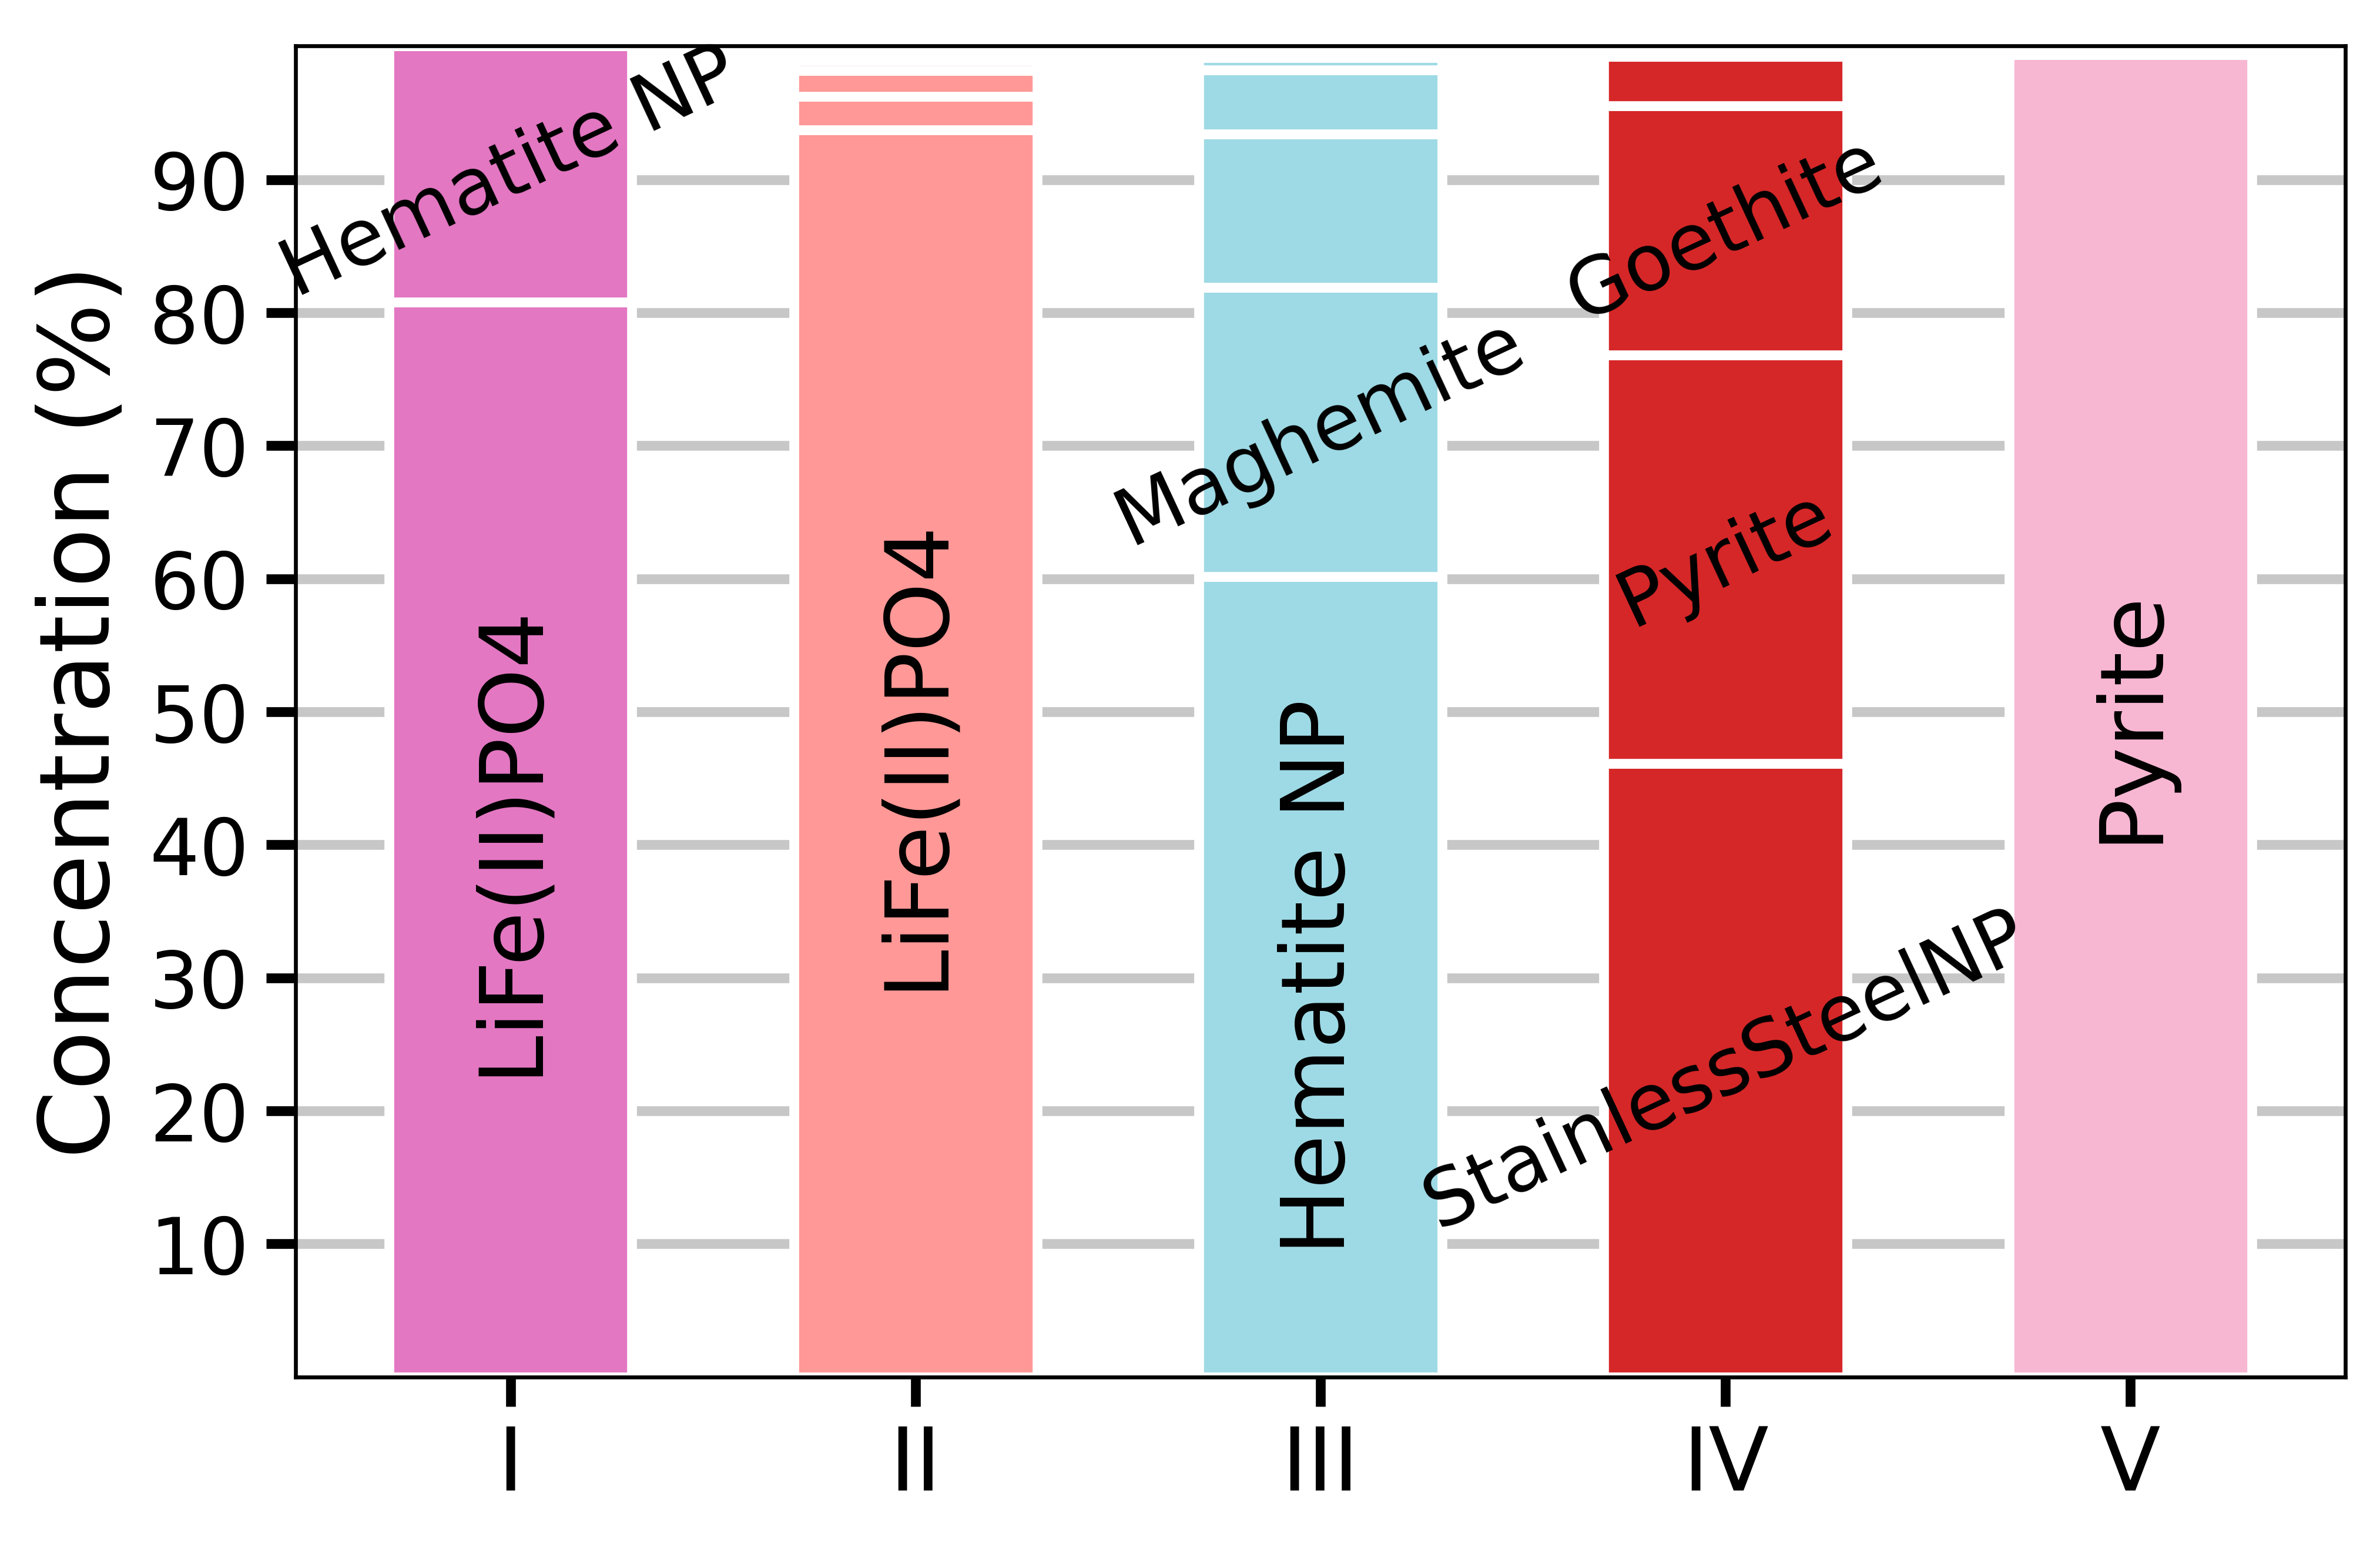 Concentration (%)
90
80
70
60
50
40
30
20
10
Hematite NP
LiFe(II)PO4
LiFe(II)PO4
Maghemite
Hematite NP
Goethite
Pyrite
StainlessSteelNP
Pyrite
I
II
III
IV
V